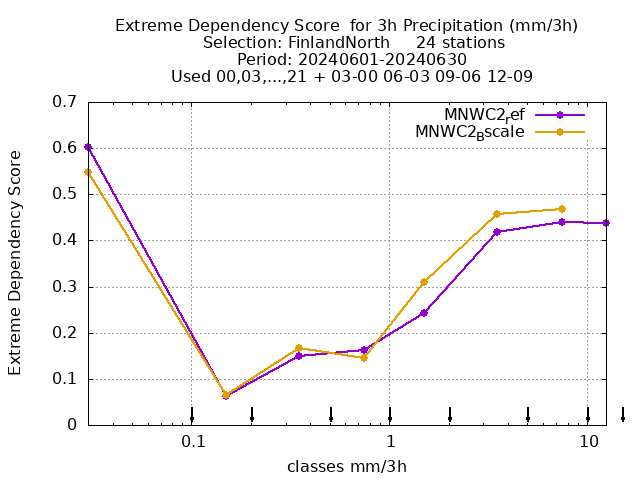 Extreme Dependency Score  for 3h Precipitation (mm/3h)
Selection: FinlandNorth     24 stations
Period: 20240601-20240630
Used 00,03,...,21 + 03-00 06-03 09-06 12-09
MNWC2_ref
MNWC2_Bscale
0.7
0.6
0.5
0.4
0.3
0.2
0.1
0
Extreme Dependency Score
0.1 1 10
classes mm/3h